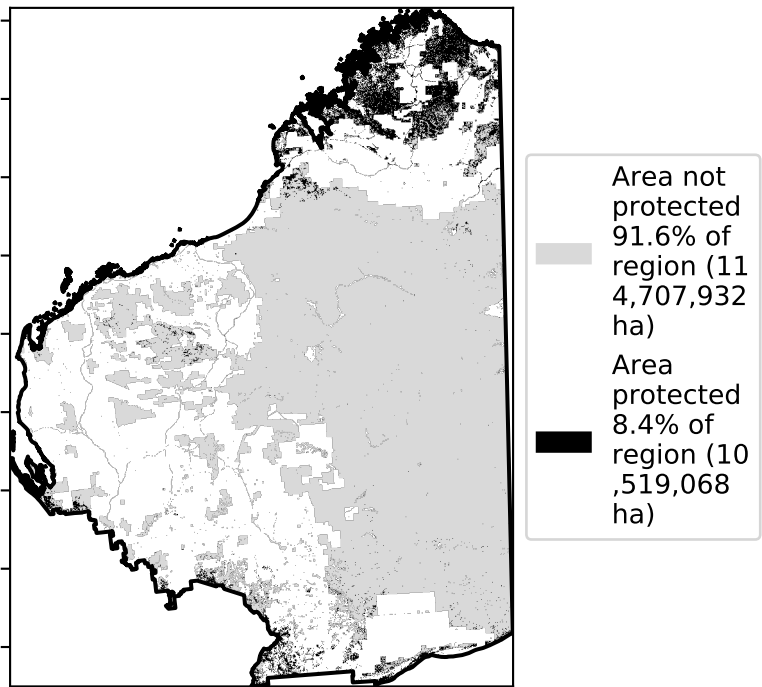 Area not
protected
91.6% of
region (11
4,707,932
ha)
Area
protected
8.4% of
region (10
,519,068
ha)